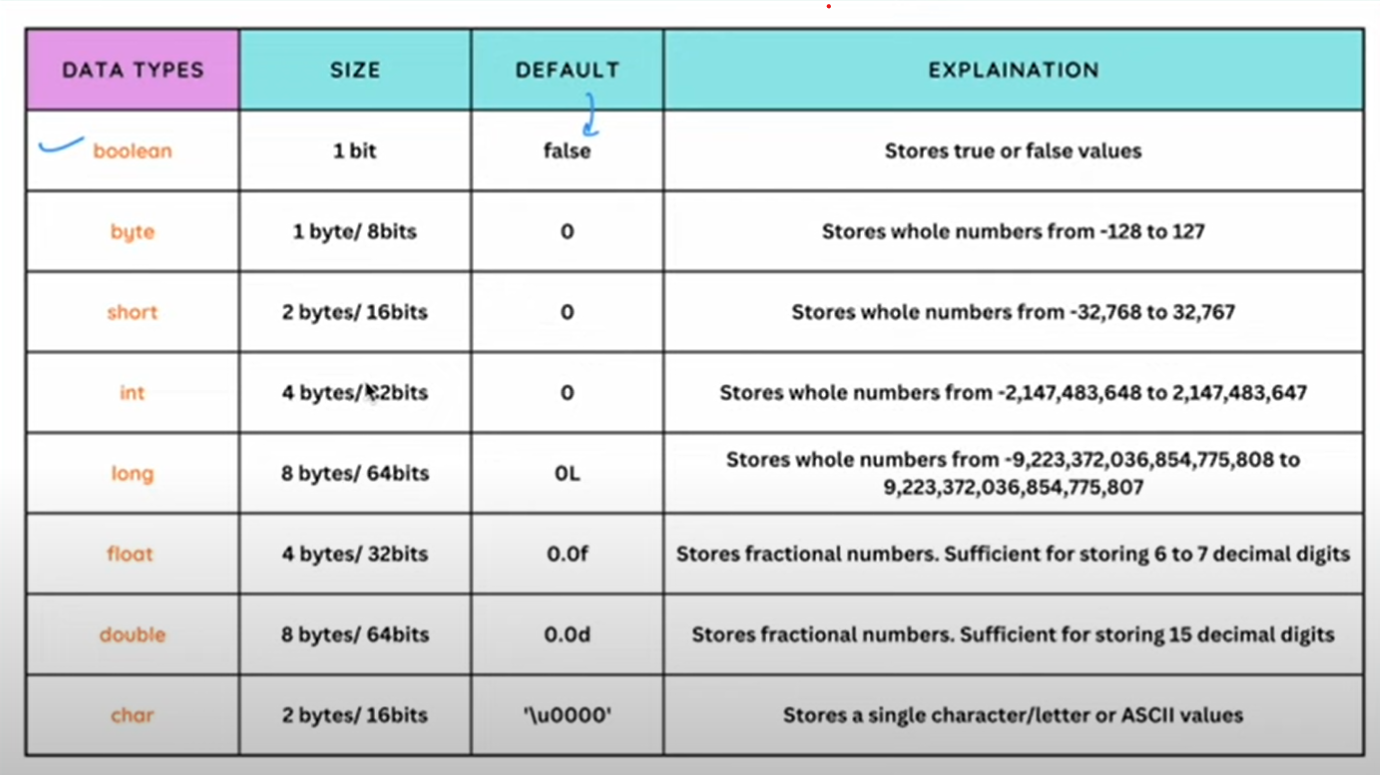 DATA TYPES SIZE DEFAULT EXPLAINATION
boolean 1 bit false Stores true or false values
byte 1 byte/ 8bits 0 Stores whole numbers from -128 to 127
short 2 bytes/ 16bits 0 Stores whole numbers from -32,768 to 32,767
int 4 bytes/ 32bits 0 Stores whole numbers from -2,147,483,648 to 2,147,483,647
long 8 bytes/ 64bits 0L Stores whole numbers from -9,223,372,036,854,775,808 to
9,223,372,036,854,775,807
float 4 bytes/ 32bits 0.0f Stores fractional numbers. Sufficient for storing 6 to 7 decimal digits
double 8 bytes/ 64bits 0.0d Stores fractional numbers. Sufficient for storing 15 decimal digits
char 2 bytes/ 16bits '\u0000' Stores a single character/letter or ASCII values